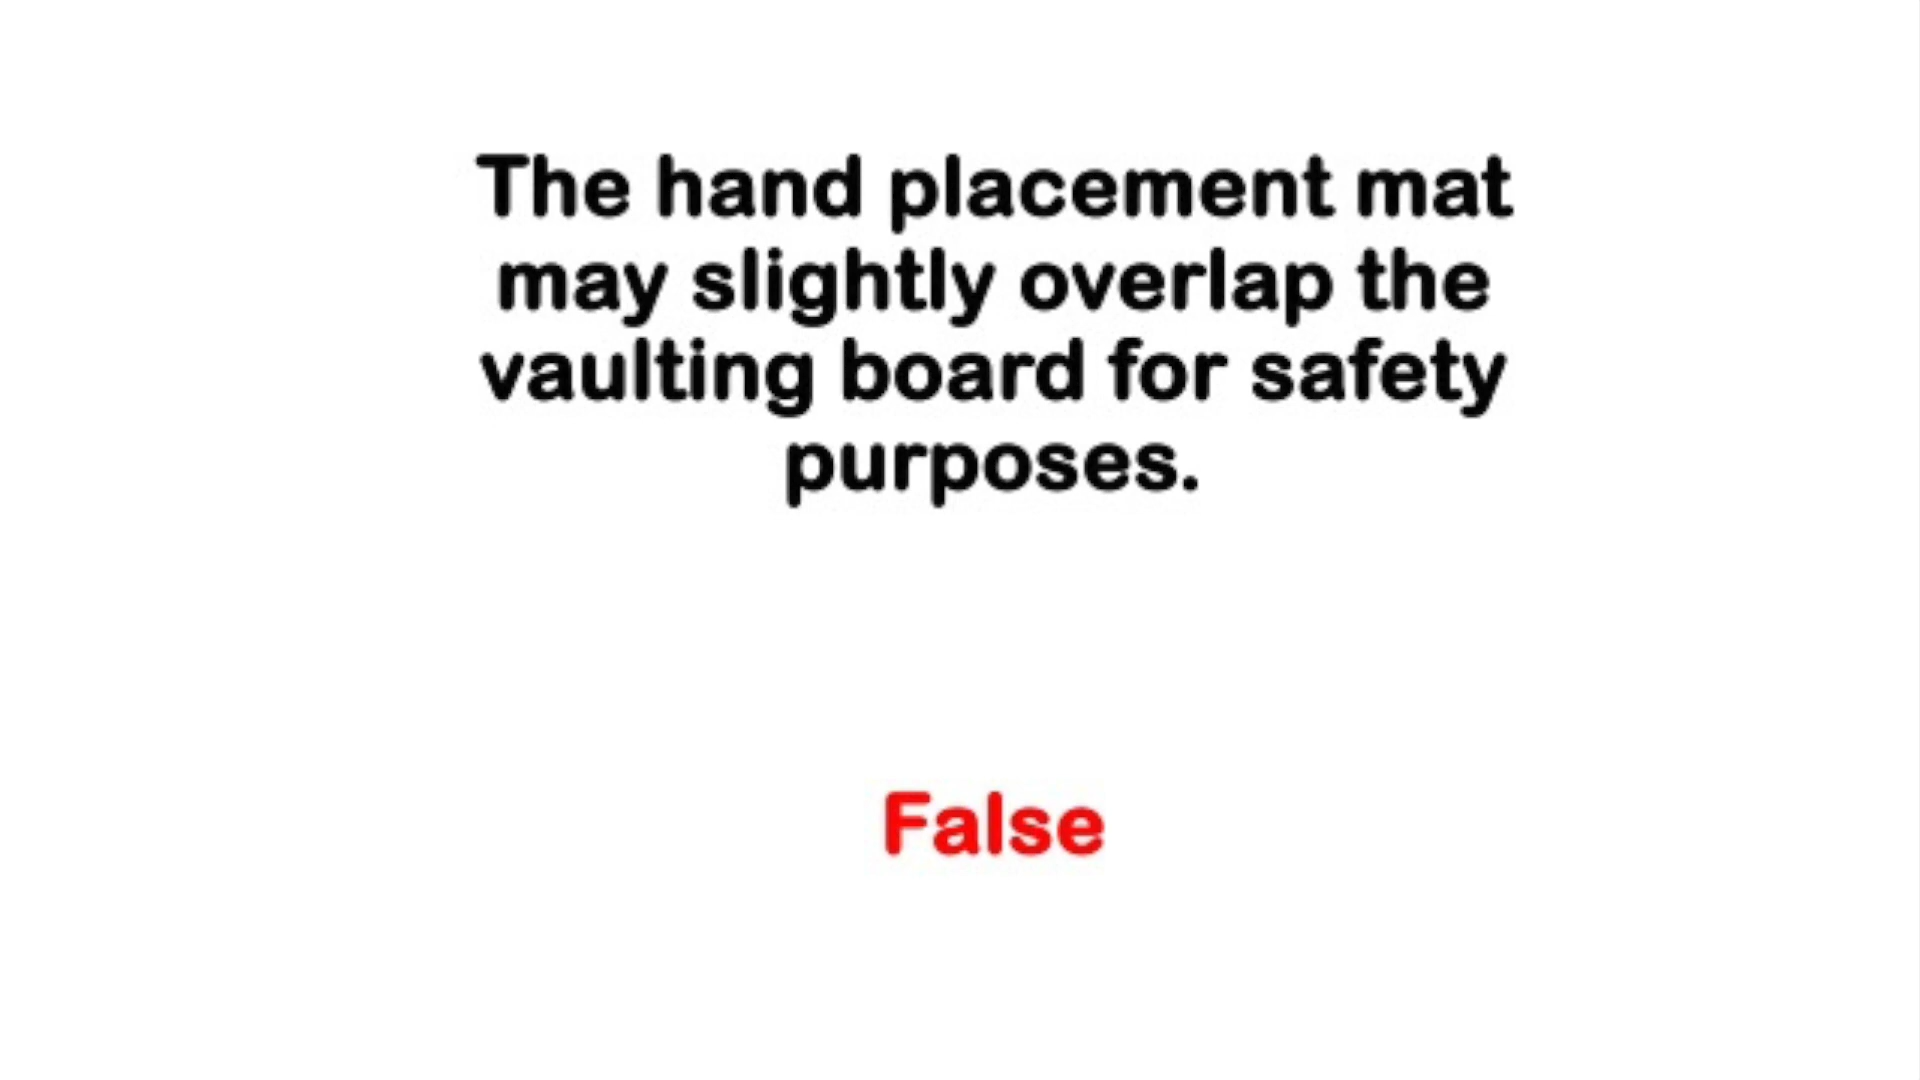 The hand placement mat
may slightly overlap the
vaulting board for safety
purposes.
False